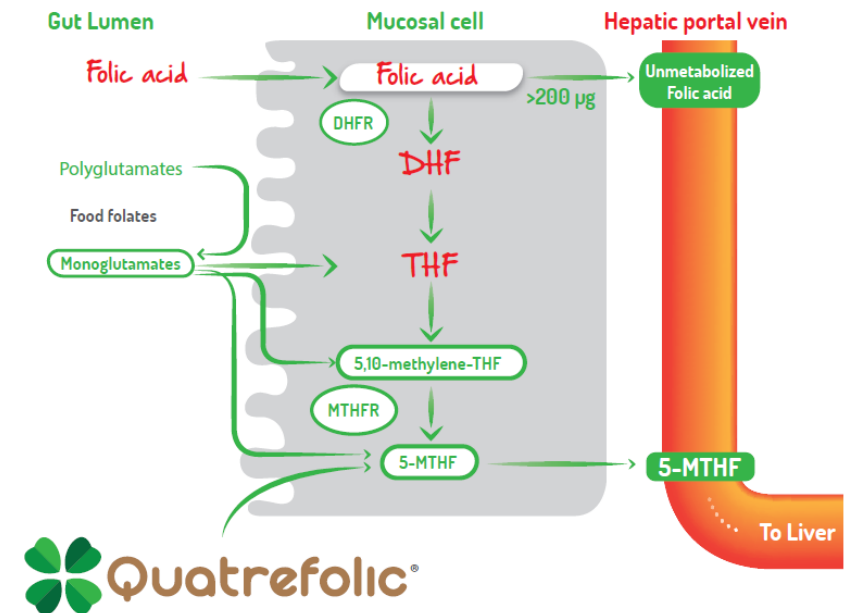 Gut Lumen
Mucosal cell
Hepatic portal vein
Folic acid
Folic acid
Unmetabolized
Folic acid
>200 µg
DHFR
DHF
Polyglutamates
Food folates
Monoglutamates
THF
5,10-methylene-THF
MTHFR
5-MTHF
5-MTHF
To Liver
Quatrefolic®